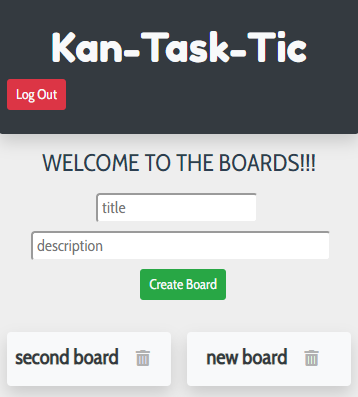 Kan-Task-Tic
Log Out
WELCOME TO THE BOARDS!!!
title
description
Create Board
second board
new board